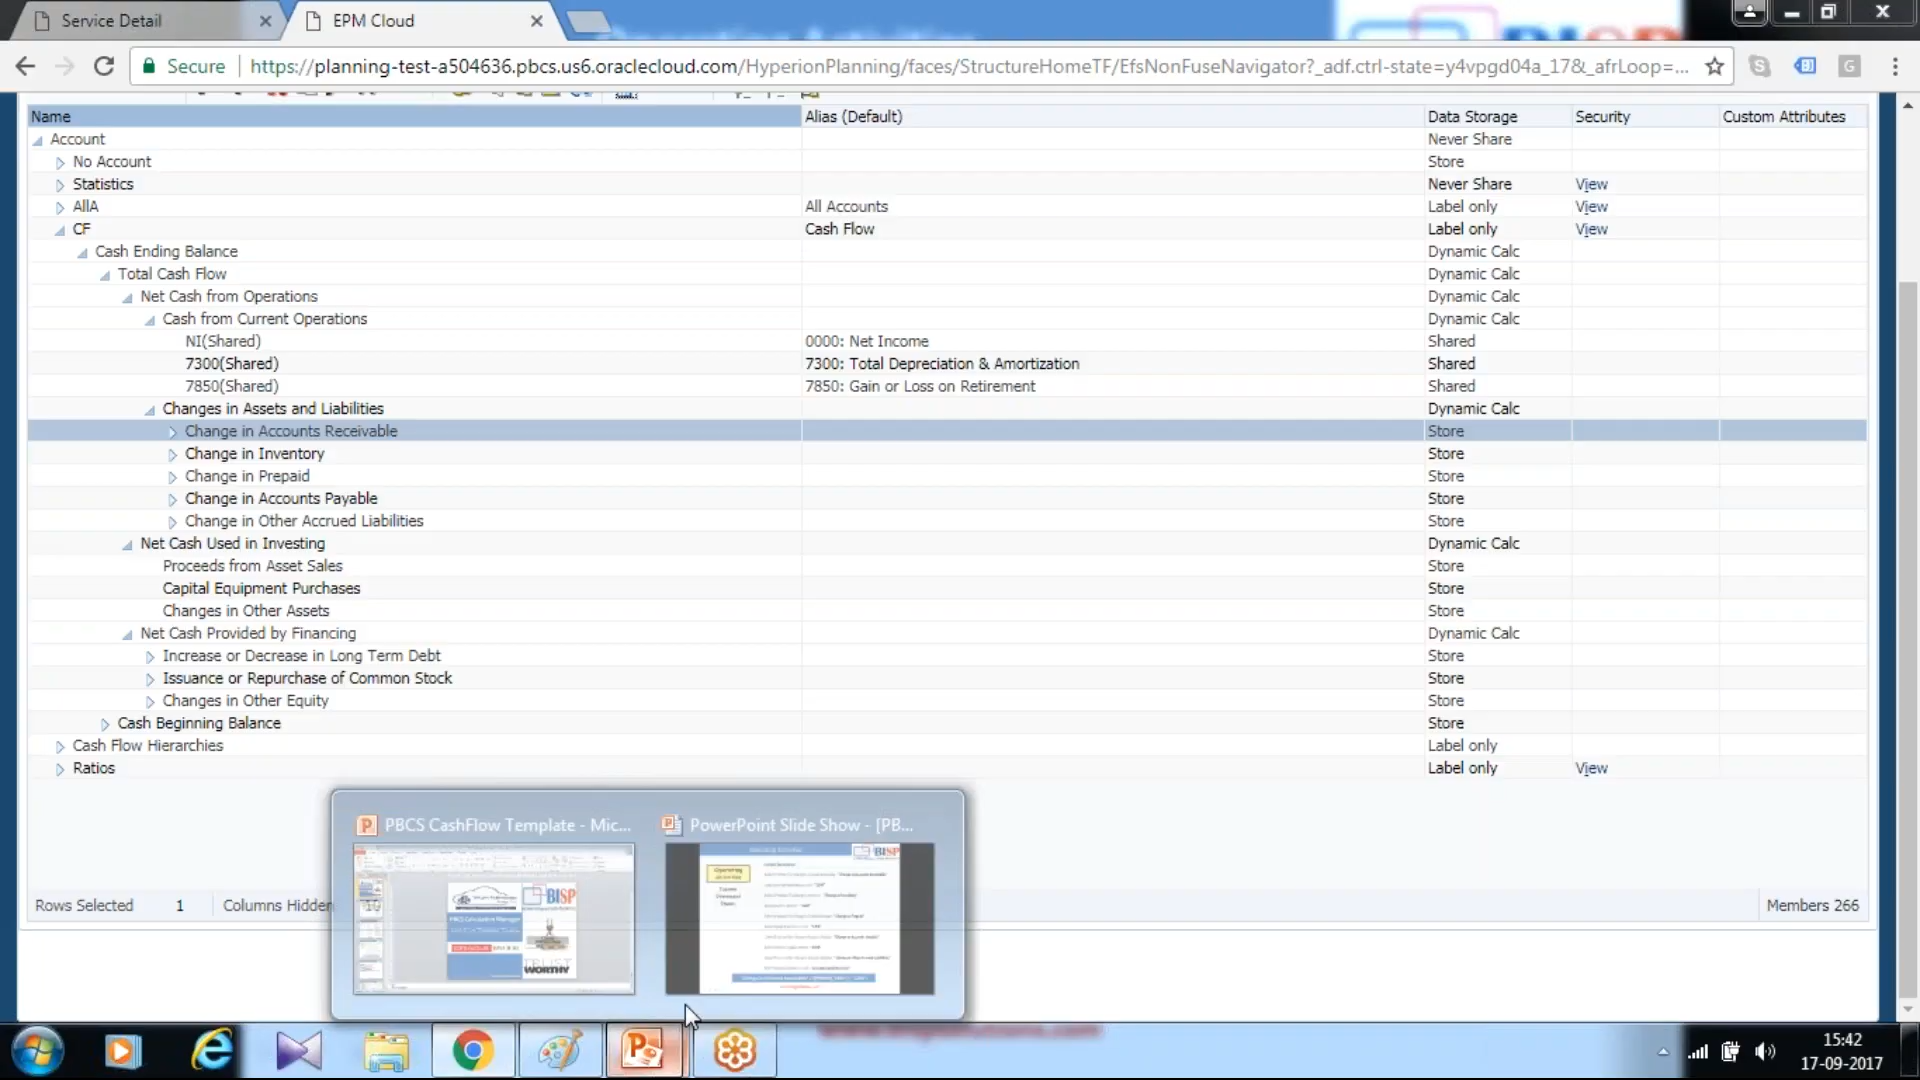 Service Detail
EPM Cloud
Secure
https://planning-test-a504636.pbcs.us6.oraclecloud.com/HyperionPlanning/faces/StructureHomeTF/EfsNonFuseNavigator?_adf.ctrl-state=y4vpgd04a_17&_afrLoop=...
Name Alias (Default) Data Storage Security Custom Attributes
Account Never Share
No Account Store
Statistics Never Share View
AllA All Accounts Label only View
CF Cash Flow Label only View
Cash Ending Balance Dynamic Calc
Total Cash Flow Dynamic Calc
Net Cash from Operations Dynamic Calc
Cash from Current Operations Dynamic Calc
NI(Shared) 0000: Net Income Shared
7300(Shared) 7300: Total Depreciation & Amortization Shared
7850(Shared) 7850: Gain or Loss on Retirement Shared
Changes in Assets and Liabilities Dynamic Calc
Change in Accounts Receivable Store
Change in Inventory Store
Change in Prepaid Store
Change in Accounts Payable Store
Change in Other Accrued Liabilities Store
Net Cash Used in Investing Dynamic Calc
Proceeds from Asset Sales Store
Capital Equipment Purchases Store
Changes in Other Assets Store
Net Cash Provided by Financing Dynamic Calc
Increase or Decrease in Long Term Debt Store
Issuance or Repurchase of Common Stock Store
Changes in Other Equity Store
Cash Beginning Balance Store
Cash Flow Hierarchies Label only
Ratios Label only View
PBCS CashFlow Template - Mic...
PowerPoint Slide Show - [PB...
BISP
WORTHY
Rows Selected 1 Columns Hidden Members 266
15:42
17-09-2017